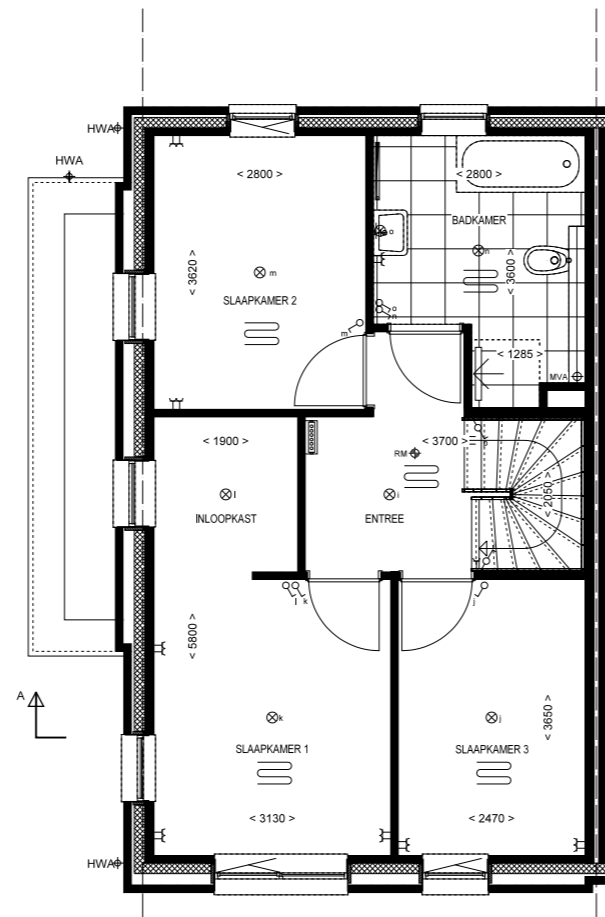 HWA
HWA
< 2800 >
< 2800 >
BADKAMER
o
n
m
< 3620 >
< 3600 >
SLAAPKAMER 2
o
n
m
< 1285 >
MVA
< 1900 >
< 3700 >
RM
l
i
INLOOPKAST
ENTREE
< 2050 >
l
k
j
< 5800 >
A
k
j
< 3650 >
SLAAPKAMER 1
SLAAPKAMER 3
< 3130 >
< 2470 >
HWA